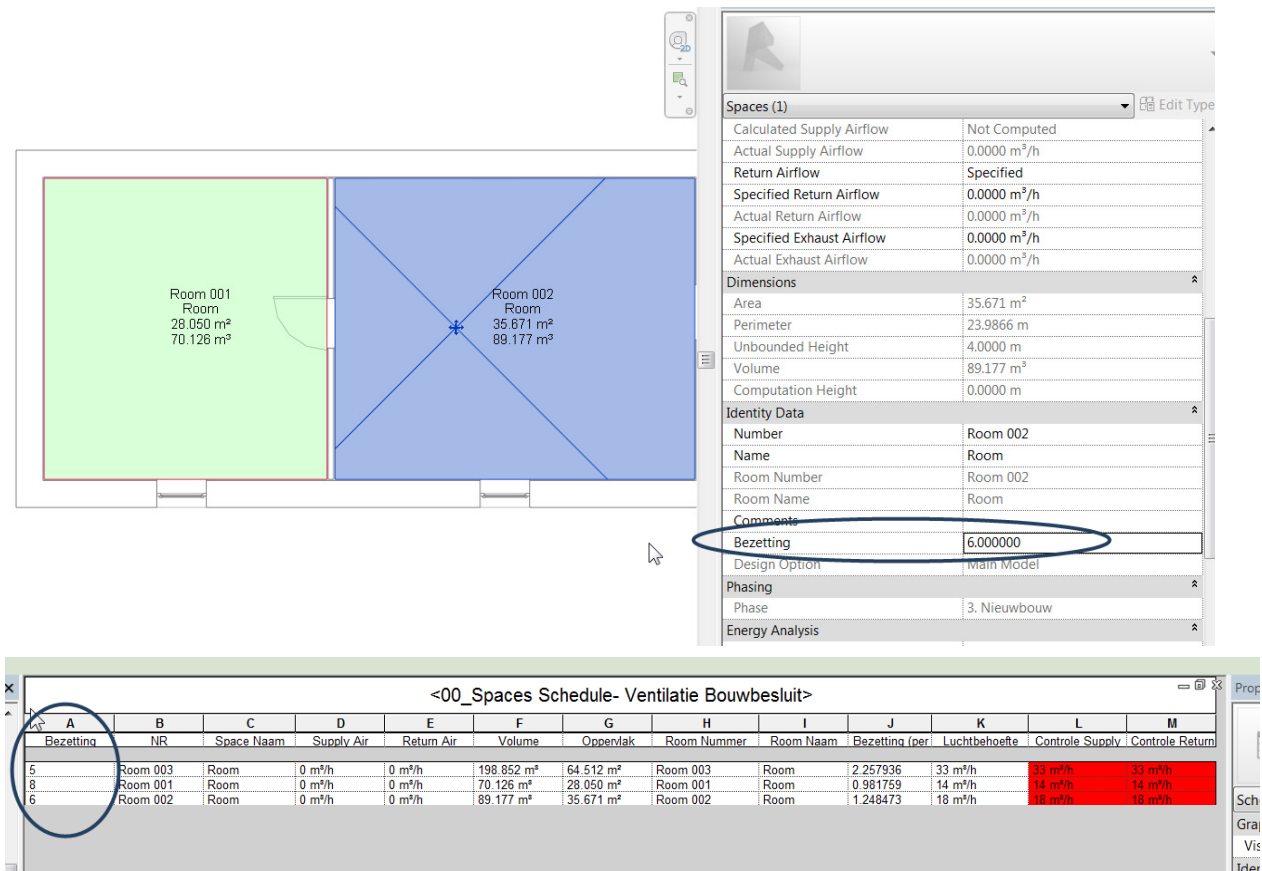 2D
Room 001
Room
28.050 m²
70.126 m³
Room 002
Room
35.671 m²
89.177 m³
Spaces (1) Edit Type
Calculated Supply Airflow Not Computed
Actual Supply Airflow 0.0000 m³/h
Return Airflow Specified
Specified Return Airflow 0.0000 m³/h
Actual Return Airflow 0.0000 m³/h
Specified Exhaust Airflow 0.0000 m³/h
Actual Exhaust Airflow 0.0000 m³/h
Dimensions
Area 35.671 m²
Perimeter 23.9866 m
Unbounded Height 4.0000 m
Volume 89.177 m³
Computation Height 0.0000 m
Identity Data
Number Room 002
Name Room
Room Number Room 002
Room Name Room
Comments
Bezetting 6.000000
Design Option Main Model
Phasing
Phase 3. Nieuwbouw
Energy Analysis
<00_Spaces Schedule- Ventilatie Bouwbesluit>
A B C D E F G H I J K L M
Bezetting NR Space Naam Supply Air Return Air Volume Oppervlak Room Nummer Room Naam Bezetting (per Luchtbehoefte Controle Supply Controle Return
5 Room 003 Room 0 m³/h 0 m³/h 198.852 m³ 64.512 m² Room 003 Room 2.257936 33 m³/h 33 m³/h 33 m³/h
8 Room 001 Room 0 m³/h 0 m³/h 70.126 m³ 28.050 m² Room 001 Room 0.981759 14 m³/h 14 m³/h 14 m³/h
6 Room 002 Room 0 m³/h 0 m³/h 89.177 m³ 35.671 m² Room 002 Room 1.248473 18 m³/h 18 m³/h 18 m³/h
Prop
Sch
Gra
Vis
Iden